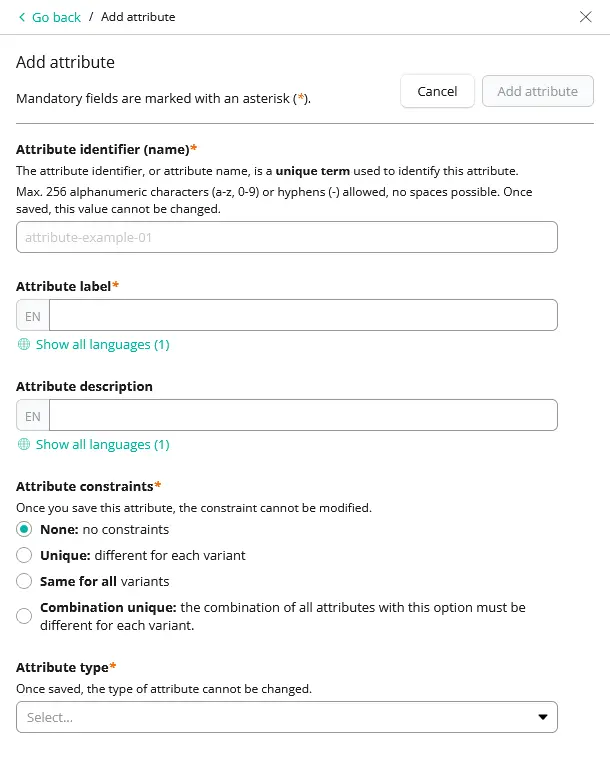 Go back / Add attribute
Add attribute
Mandatory fields are marked with an asterisk (*).
Cancel
Add attribute
Attribute identifier (name)*
The attribute identifier, or attribute name, is a unique term used to identify this attribute.
Max. 256 alphanumeric characters (a-z, 0-9) or hyphens (-) allowed, no spaces possible. Once
saved, this value cannot be changed.
attribute-example-01
Attribute label*
EN
Show all languages (1)
Attribute description
EN
Show all languages (1)
Attribute constraints*
Once you save this attribute, the constraint cannot be modified.
None: no constraints
Unique: different for each variant
Same for all variants
Combination unique: the combination of all attributes with this option must be
different for each variant.
Attribute type*
Once saved, the type of attribute cannot be changed.
Select...